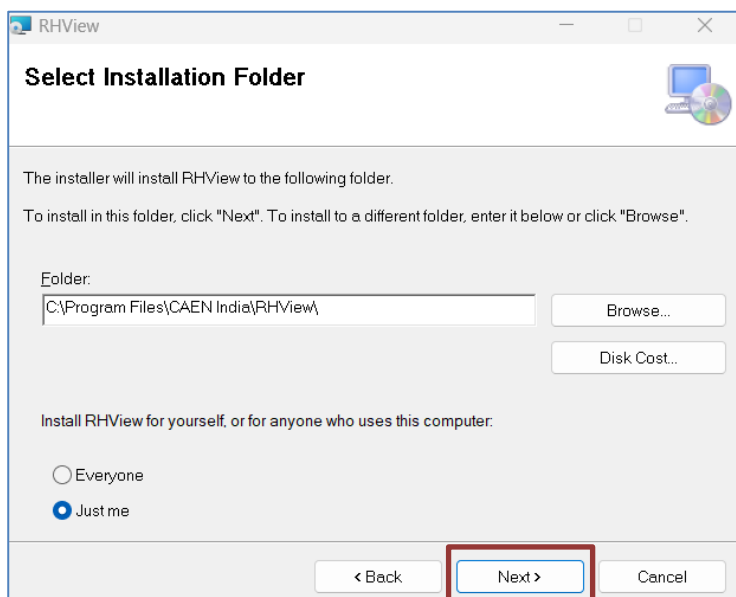 RHView
Select Installation Folder
The installer will install RHView to the following folder.
To install in this folder, click "Next". To install to a different folder, enter it below or click "Browse".
Folder:
C:\Program Files\CAEN India\RHView\
Browse...
Disk Cost...
Install RHView for yourself, or for anyone who uses this computer:
Everyone
Just me
< Back
Next >
Cancel